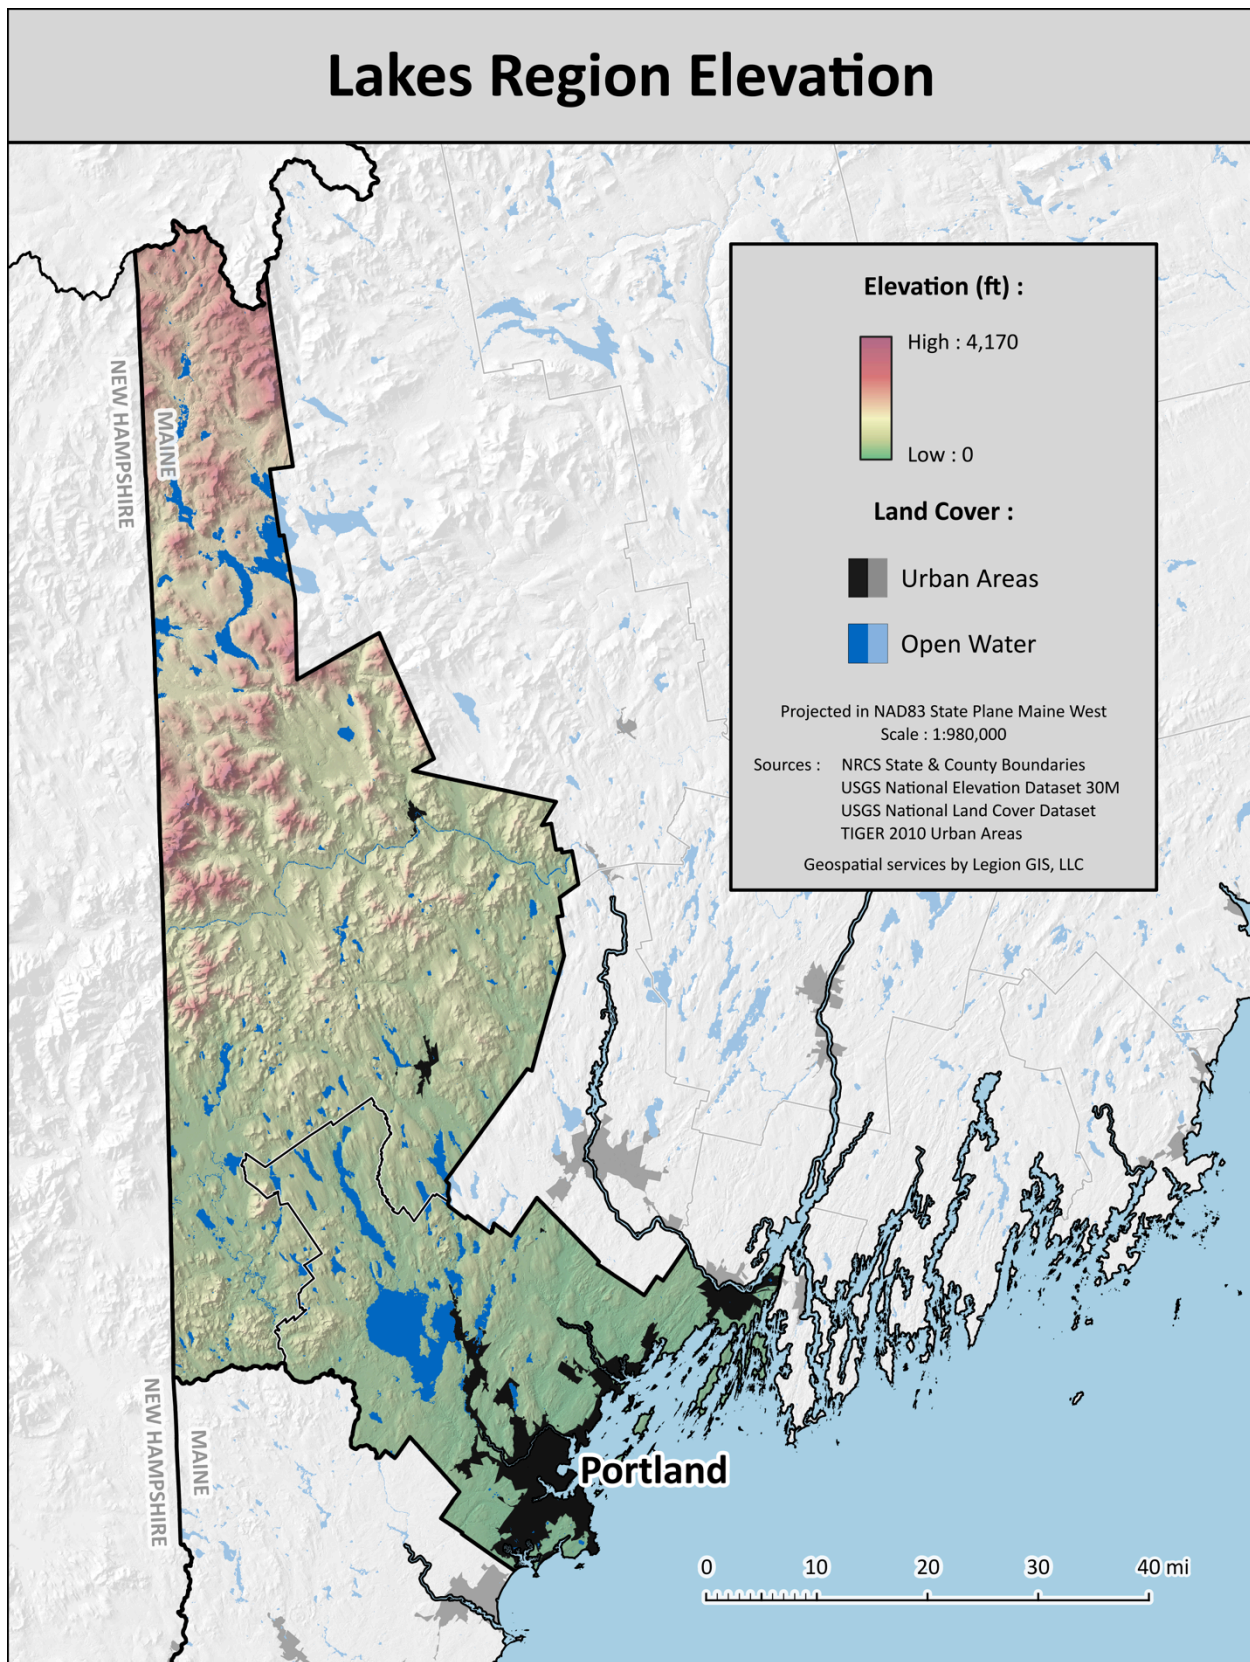 Lakes Region Elevation
Elevation (ft) :
High : 4,170
Low : 0
Land Cover :
Urban Areas
Open Water
Projected in NAD83 State Plane Maine West
Scale : 1:980,000
Sources : NRCS State & County Boundaries
USGS National Elevation Dataset 30M
USGS National Land Cover Dataset
TIGER 2010 Urban Areas
Geospatial services by Legion GIS, LLC
NEW HAMPSHIRE
MAINE
NEW HAMPSHIRE
MAINE
Portland
0 10 20 30 40 mi